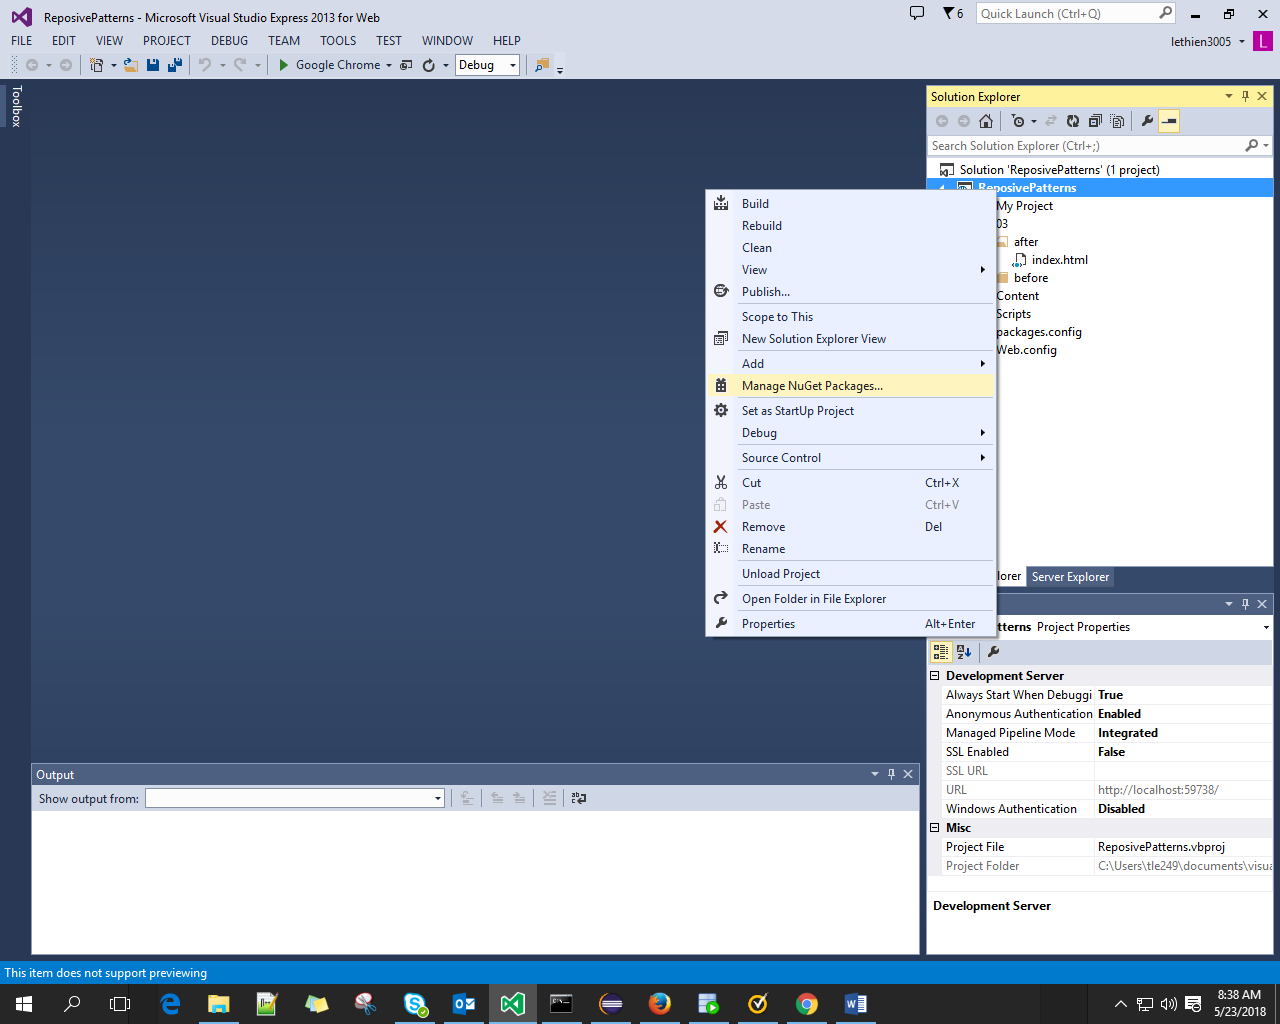 ReposivePatterns - Microsoft Visual Studio Express 2013 for Web
6
Quick Launch (Ctrl+Q)
FILE EDIT VIEW PROJECT DEBUG TEAM TOOLS TEST WINDOW HELP
lethien3005
L
Google Chrome
Debug
Toolbox
Solution Explorer
Search Solution Explorer (Ctrl+;)
Solution 'ReposivePatterns' (1 project)
ReposivePatterns
My Project
03
after
index.html
before
Content
Scripts
packages.config
Web.config
Build
Rebuild
Clean
View
Publish...
Scope to This
New Solution Explorer View
Add
Manage NuGet Packages...
Set as StartUp Project
Debug
Source Control
Cut Ctrl+X
Paste Ctrl+V
Remove Del
Rename
Unload Project
Open Folder in File Explorer
Properties Alt+Enter
lorer
Server Explorer
tterns Project Properties
Development Server
Always Start When Debuggi True
Anonymous Authentication Enabled
Managed Pipeline Mode Integrated
SSL Enabled False
SSL URL
URL http://localhost:59738/
Windows Authentication Disabled
Misc
Project File ReposivePatterns.vbproj
Project Folder C:\Users\tle249\documents\visua
Development Server
Output
Show output from:
This item does not support previewing
8:38 AM
5/23/2018